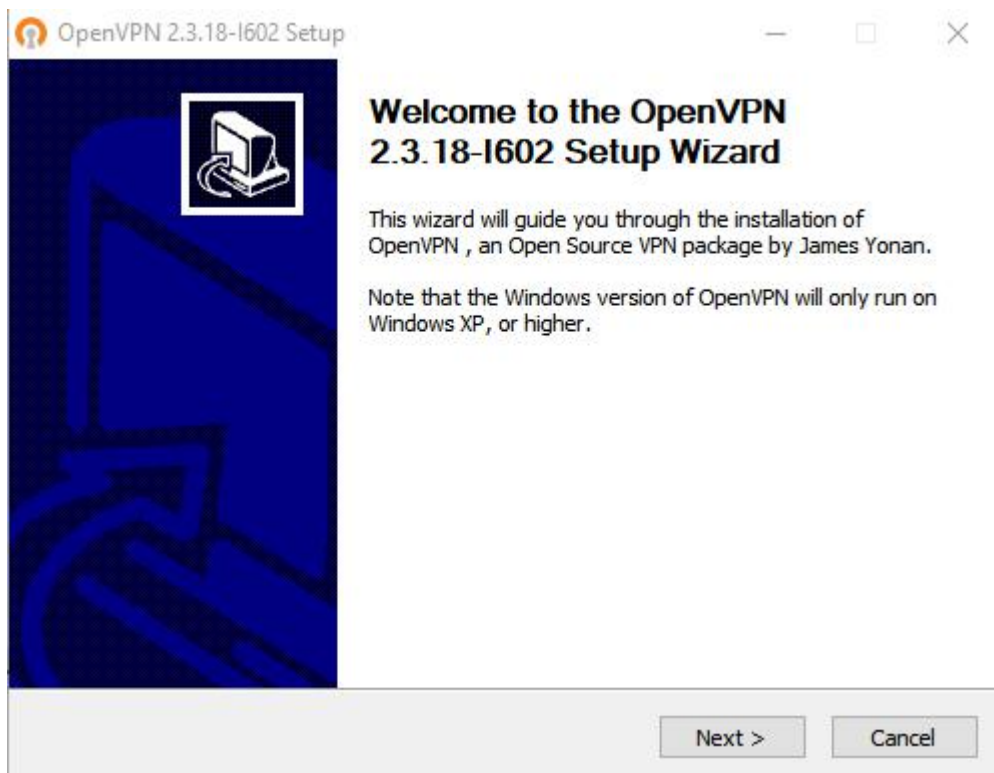 OpenVPN 2.3.18-I602 Setup
Welcome to the OpenVPN
2.3.18-I602 Setup Wizard
This wizard will guide you through the installation of
OpenVPN , an Open Source VPN package by James Yonan.
Note that the Windows version of OpenVPN will only run on
Windows XP, or higher.
Next >
Cancel